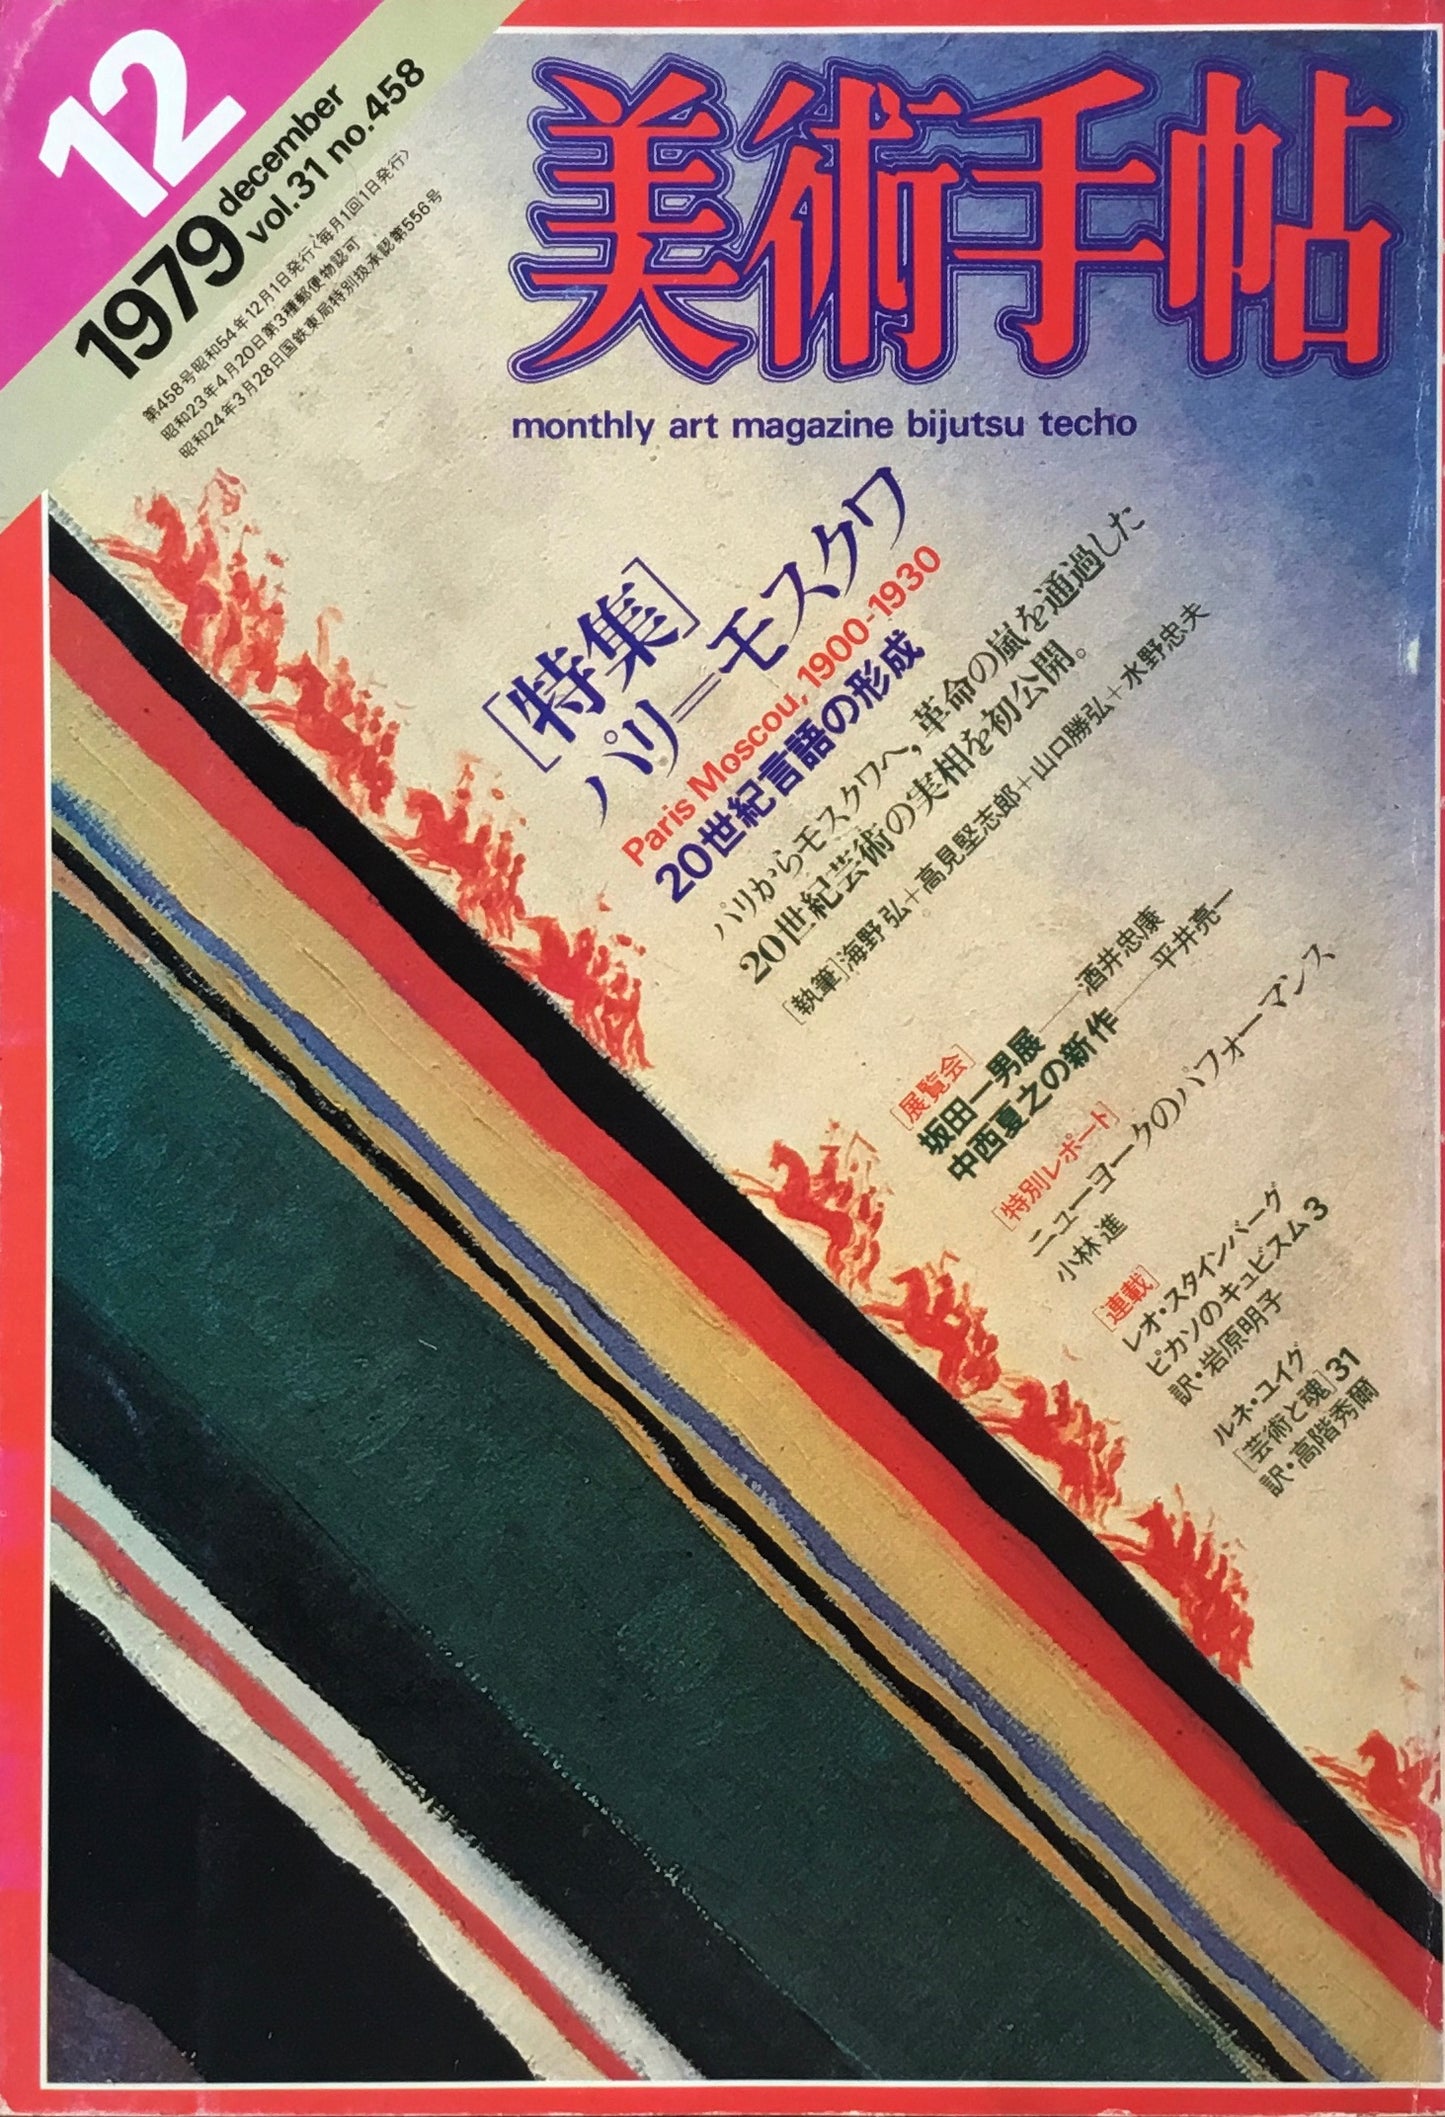 12
1979
december
vol.31 no.458
第458号昭和54年12月1日発行〈毎月1回1日発行〉
昭和23年4月20日第3種郵便物認可
昭和24年3月28日国鉄東局特別扱承認第556号
美術手帖
monthly art magazine bijutsu techo
[特集]
パリ＝モスクワ
Paris Moscou, 1900-1930
20世紀言語の形成
パリからモスクワへ，革命の嵐を通過した
20世紀芸術の実相を初公開。
[執筆]海野弘+高見堅志郎+山口勝弘+水野忠夫
[展覧会]
坂田一男展——酒井忠康
中西夏之の新作——平井亮一
[特別レポート]
ニューヨークのパフォーマンス
小林進
[連載]
レオ・スタインバーグ
ピカソのキュビスム3
訳・岩原明子
ルネ・ユイグ
[芸術と魂]31
訳・高階秀爾